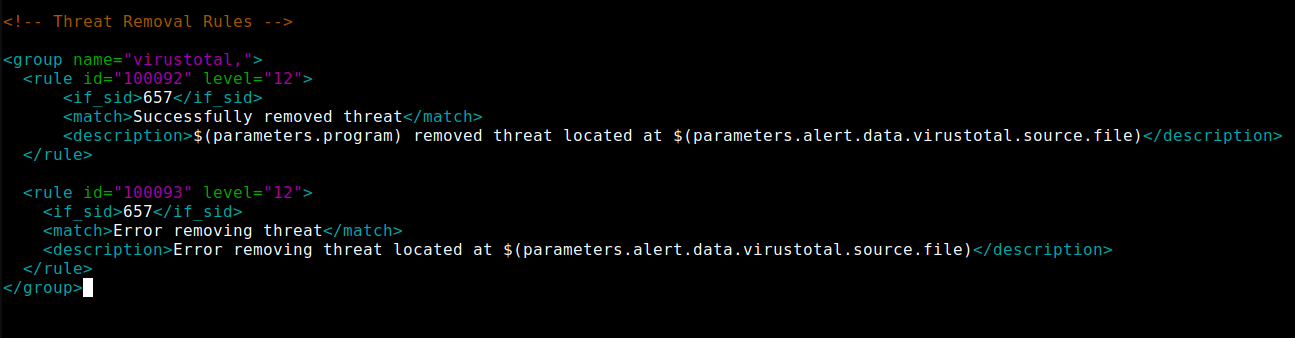 <!-- Threat Removal Rules -->
<group name="virustotal,">
<rule id="100092" level="12">
<if_sid>657</if_sid>
<match>Successfully removed threat</match>
<description>$(parameters.program) removed threat located at $(parameters.alert.data.virustotal.source.file)</description>
</rule>
<rule id="100093" level="12">
<if_sid>657</if_sid>
<match>Error removing threat</match>
<description>Error removing threat located at $(parameters.alert.data.virustotal.source.file)</description>
</rule>
</group>